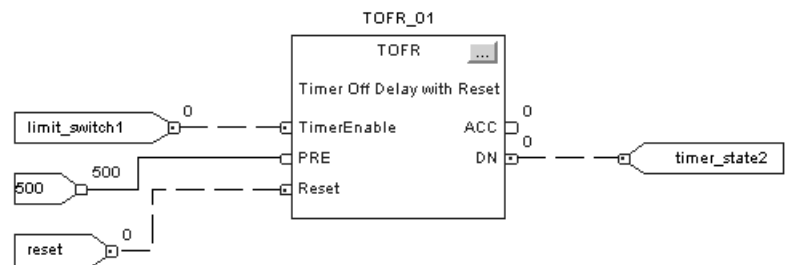 TOFR_01
TOFR ...
Timer Off Delay with Reset
limit_switch1 0 TimerEnable ACC 0
500 500 PRE DN 0 timer_state2
reset 0 Reset